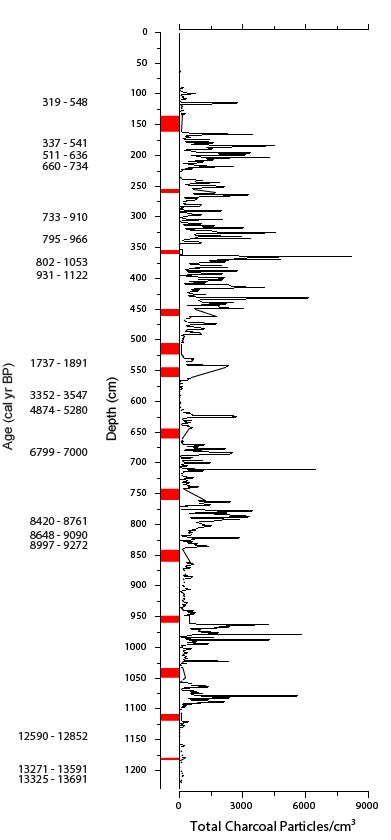 0
50
100
319 - 548
150
337 - 541
511 - 636
200
660 - 734
250
300
733 - 910
795 - 966
350
802 - 1053
931 - 1122
400
450
500
1737 - 1891
550
3352 - 3547
600
4874 - 5280
650
6799 - 7000
700
750
8420 - 8761
800
8648 - 9090
8997 - 9272
850
900
950
1000
1050
1100
12590 - 12852
1150
13271 - 13591
1200
13325 - 13691
Age (cal yr BP)
Depth (cm)
0 3000 6000 9000
Total Charcoal Particles/cm³